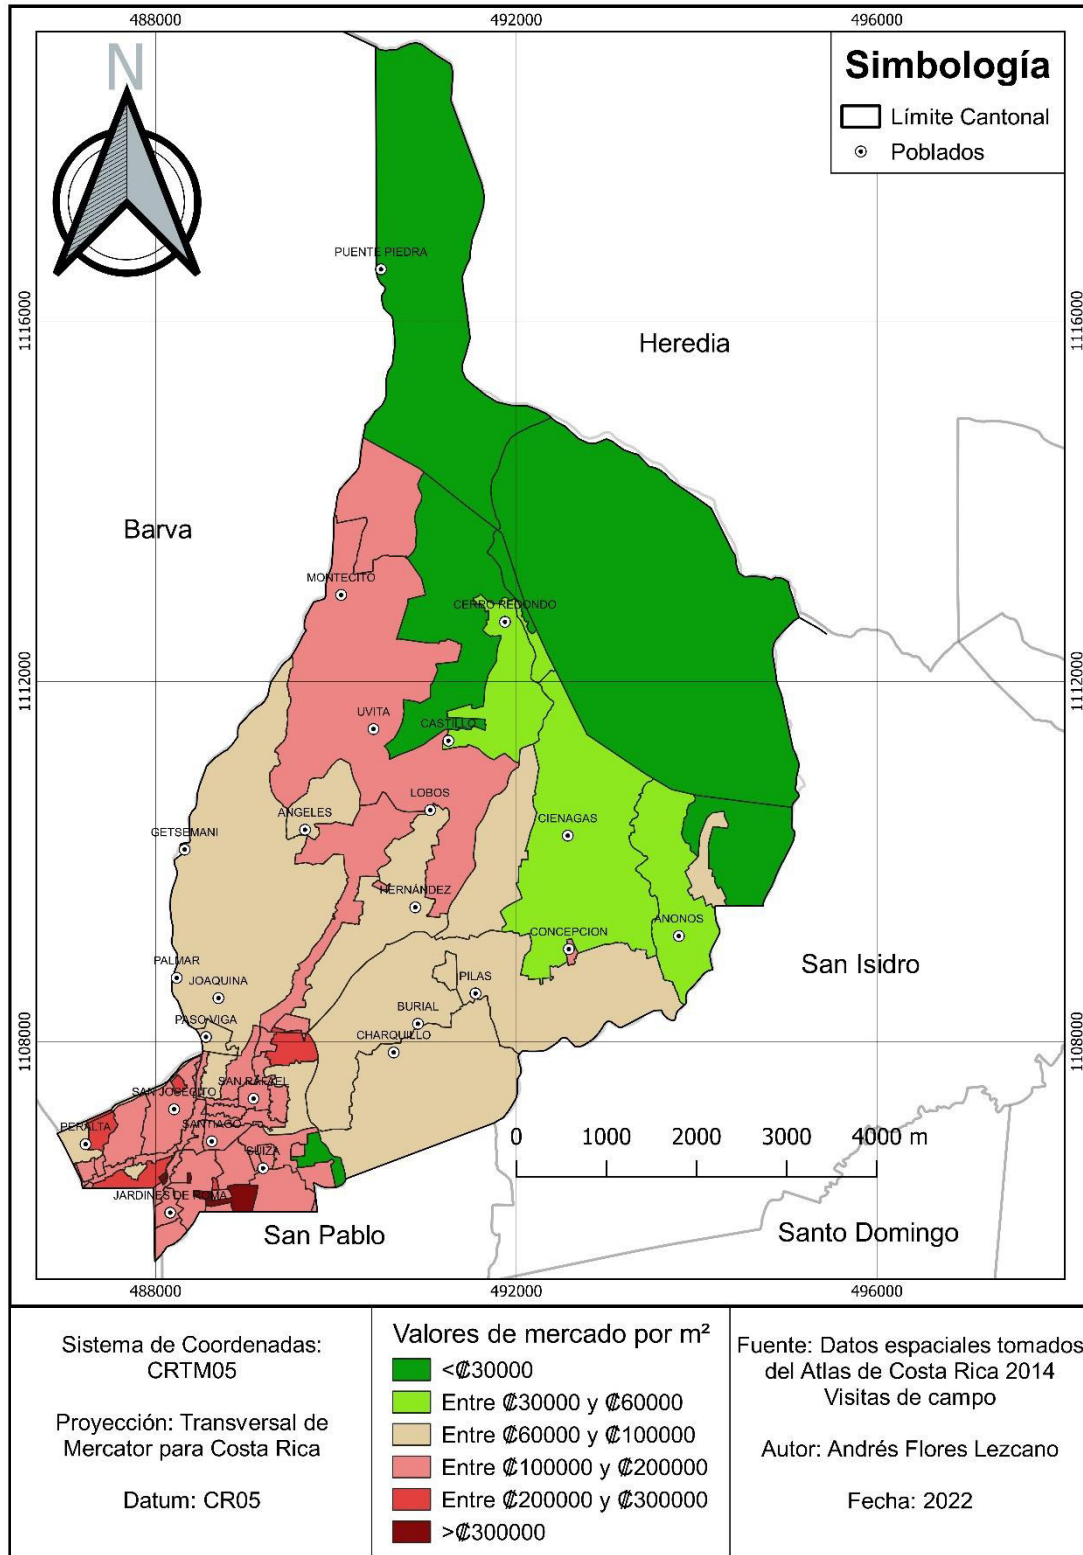 488000
492000
496000
N
Simbología
Límite Cantonal
Poblados
PUENTE PIEDRA
1116000
1116000
Heredia
Barva
MONTECITO
CERRO REDONDO
1112000
1112000
UVITA
CASTILLO
LOBOS
ANGELES
CIENAGAS
GETSEMANI
HERNÁNDEZ
ANONOS
CONCEPCION
San Isidro
PALMAR
JOAQUINA
PILAS
BURIAL
PASO VIGA
CHARQUILLO
1108000
1108000
SAN RAFAEL
SAN JOSECITO
PERALTA
SANTIAGO
SUIZA
0 1000 2000 3000 4000 m
JARDINES DE ROMA
San Pablo
Santo Domingo
488000
492000
496000
Sistema de Coordenadas:
CRTM05
Proyección: Transversal de
Mercator para Costa Rica
Datum: CR05
Valores de mercado por m²
<₡30000
Entre ₡30000 y ₡60000
Entre ₡60000 y ₡100000
Entre ₡100000 y ₡200000
Entre ₡200000 y ₡300000
>₡300000
Fuente: Datos espaciales tomados
del Atlas de Costa Rica 2014
Visitas de campo
Autor: Andrés Flores Lezcano
Fecha: 2022